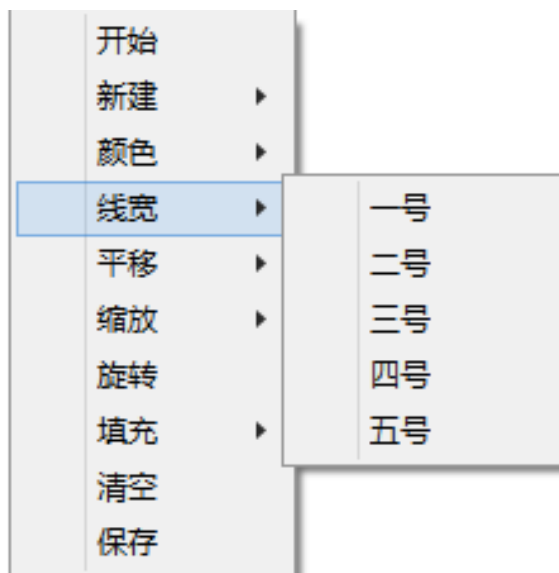 开始
新建
颜色
线宽
平移
缩放
旋转
填充
清空
保存
一号
二号
三号
四号
五号